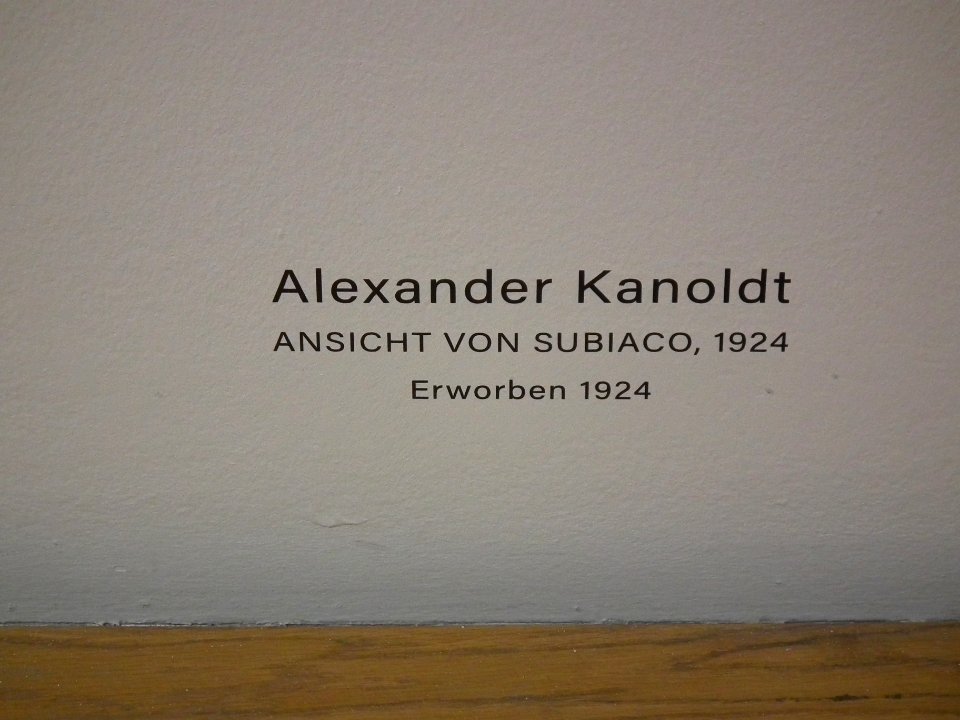 Alexander Kanoldt
ANSICHT VON SUBIACO, 1924
Erworben 1924